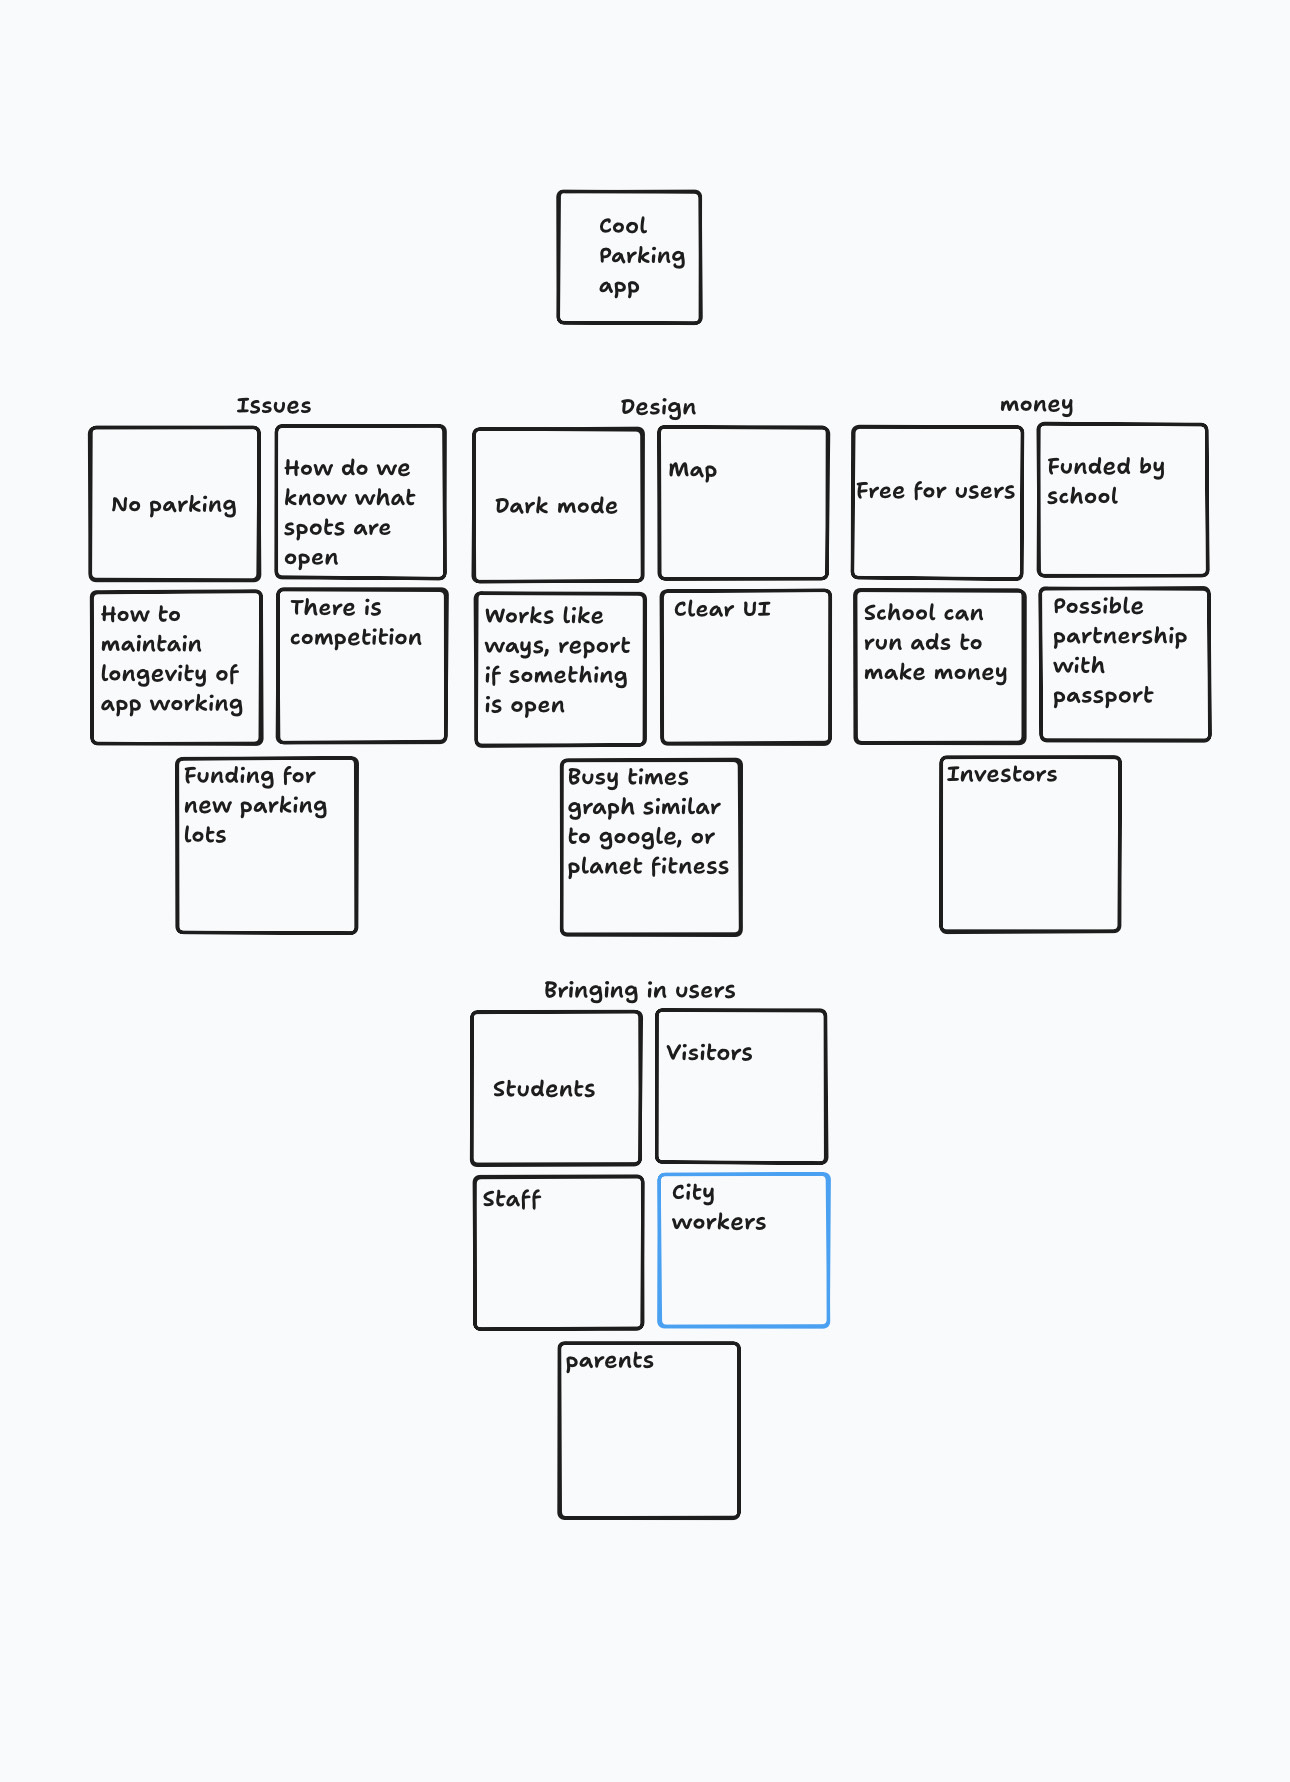 Cool
Parking
app
Issues
No parking
How do we
know what
spots are
open
How to
maintain
longevity of
app working
There is
competition
Funding for
new parking
lots
Design
Dark mode
Map
Works like
ways, report
if something
is open
Clear UI
Busy times
graph similar
to google, or
planet fitness
money
Free for users
Funded by
school
School can
run ads to
make money
Possible
partnership
with
passport
Investors
Bringing in users
Students
Visitors
Staff
City
workers
parents